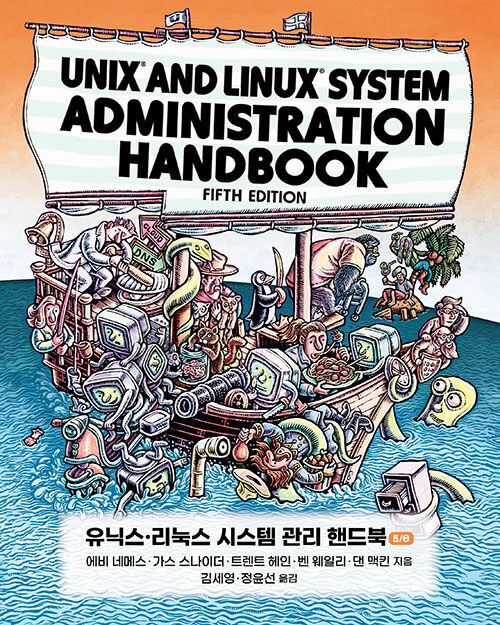 UNIX® AND LINUX® SYSTEM
ADMINISTRATION
HANDBOOK
FIFTH EDITION
DNS
유닉스·리눅스 시스템 관리 핸드북 5/e
에비 네메스·가스 스나이더·트렌트 헤인·벤 웨일리·댄 맥킨 지음
김세영·정윤선 옮김